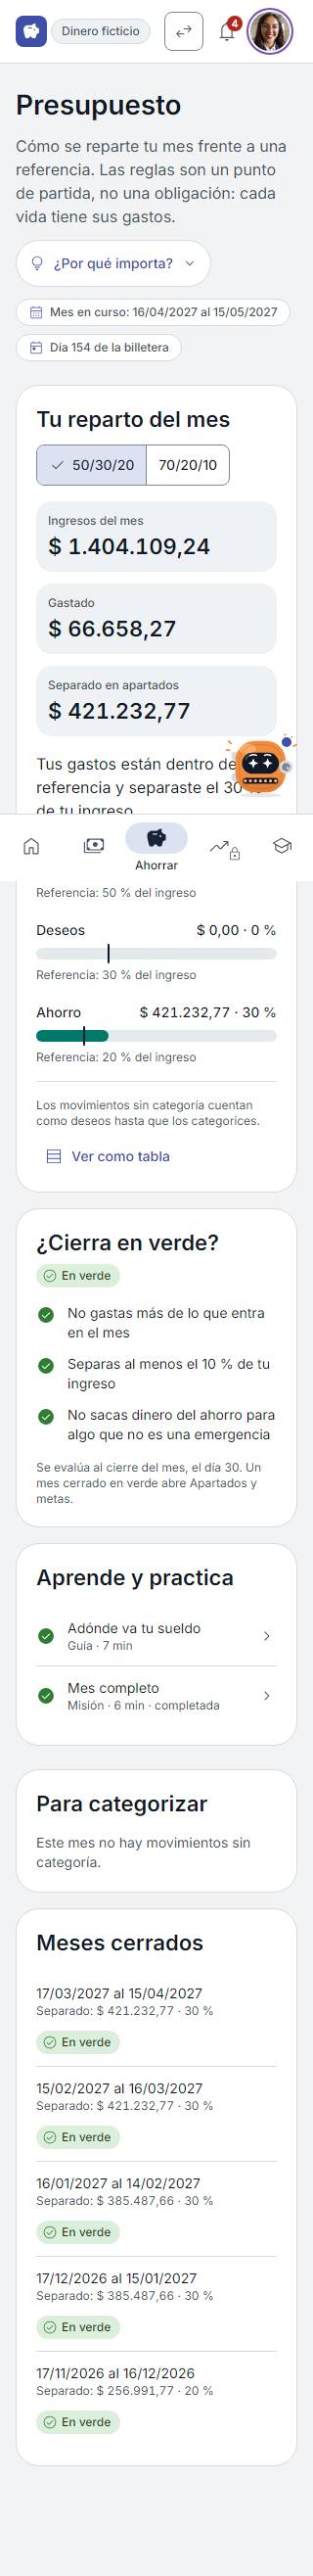 Dinero ficticio
4
Presupuesto
Cómo se reparte tu mes frente a una
referencia. Las reglas son un punto
de partida, no una obligación: cada
vida tiene sus gastos.
¿Por qué importa?
Mes en curso: 16/04/2027 al 15/05/2027
Día 154 de la billetera
Tu reparto del mes
50/30/20
70/20/10
Ingresos del mes
$ 1.404.109,24
Gastado
$ 66.658,27
Separado en apartados
$ 421.232,77
Tus gastos están dentro de
referencia y separaste el 30
de tu ingreso
Ahorrar
Referencia: 50 % del ingreso
Deseos $ 0,00 · 0 %
Referencia: 30 % del ingreso
Ahorro $ 421.232,77 · 30 %
Referencia: 20 % del ingreso
Los movimientos sin categoría cuentan
como deseos hasta que los categorices.
Ver como tabla
¿Cierra en verde?
En verde
No gastas más de lo que entra
en el mes
Separas al menos el 10 % de tu
ingreso
No sacas dinero del ahorro para
algo que no es una emergencia
Se evalúa al cierre del mes, el día 30. Un
mes cerrado en verde abre Apartados y
metas.
Aprende y practica
Adónde va tu sueldo
Guía · 7 min
Mes completo
Misión · 6 min · completada
Para categorizar
Este mes no hay movimientos sin
categoría.
Meses cerrados
17/03/2027 al 15/04/2027
Separado: $ 421.232,77 · 30 %
En verde
15/02/2027 al 16/03/2027
Separado: $ 421.232,77 · 30 %
En verde
16/01/2027 al 14/02/2027
Separado: $ 385.487,66 · 30 %
En verde
17/12/2026 al 15/01/2027
Separado: $ 385.487,66 · 30 %
En verde
17/11/2026 al 16/12/2026
Separado: $ 256.991,77 · 20 %
En verde